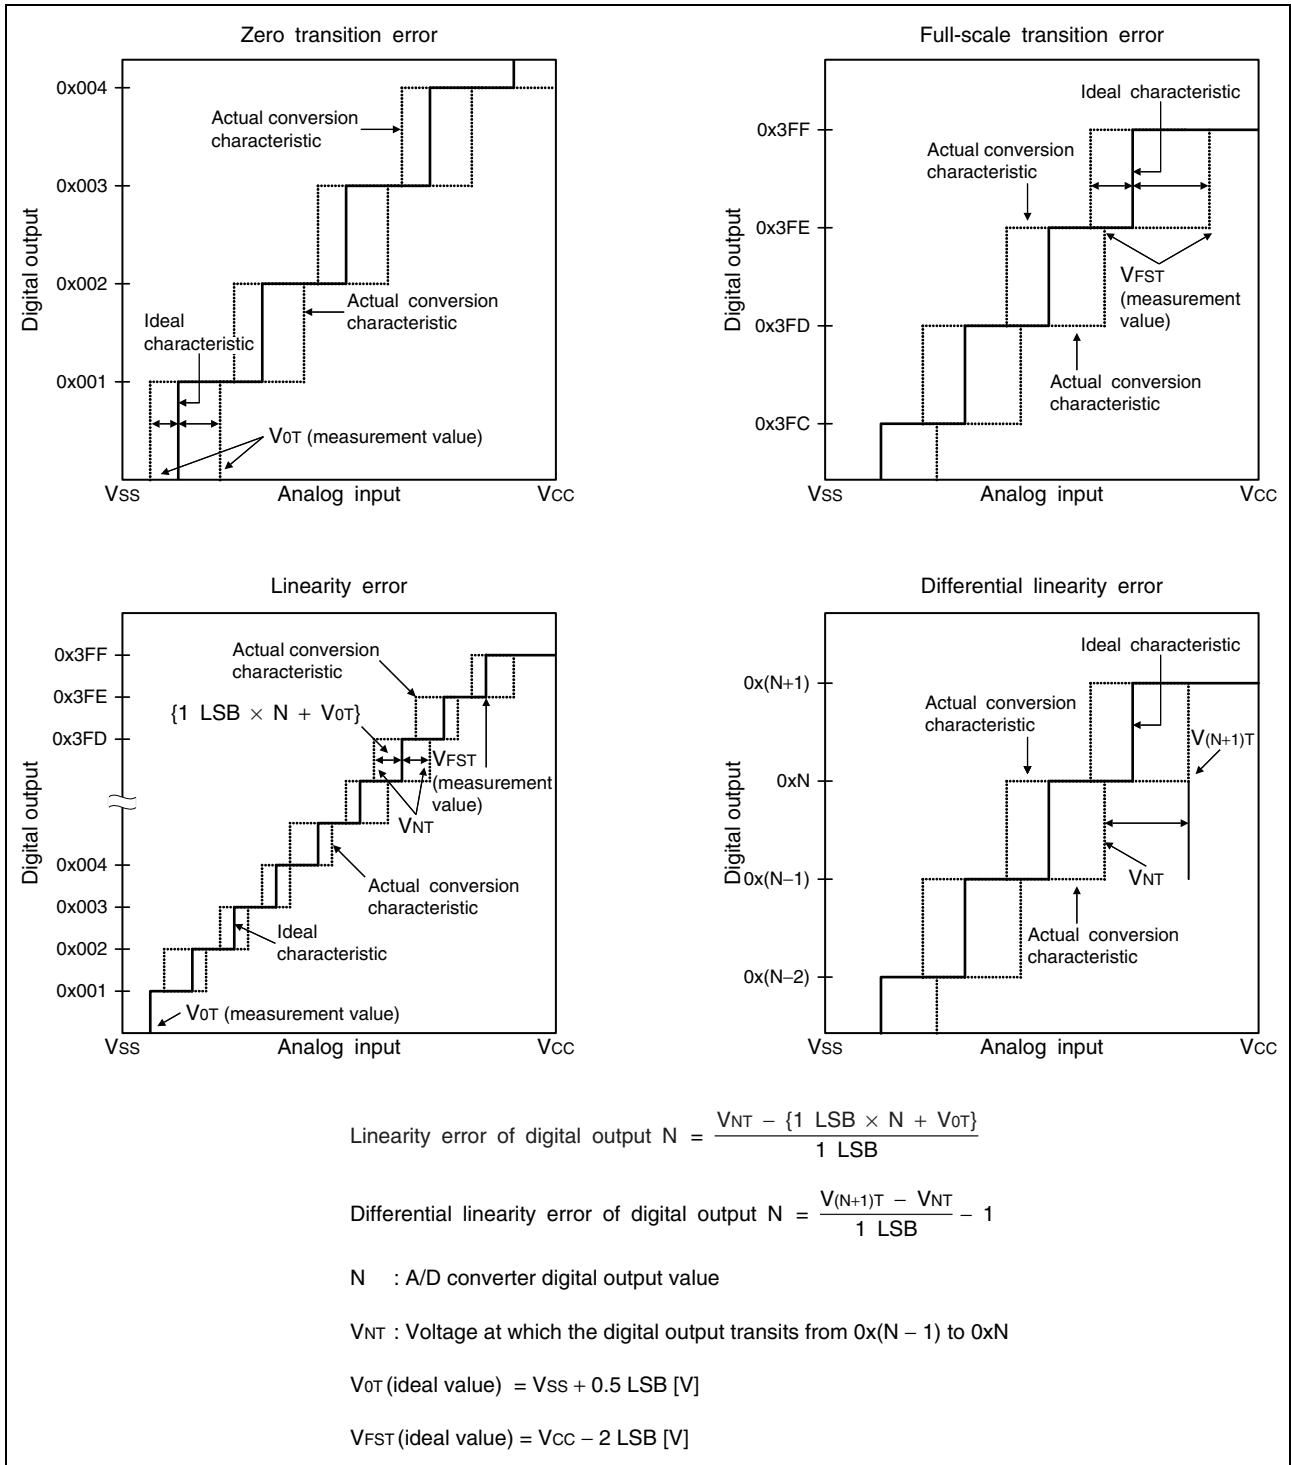 Zero transition error
0x004
0x003
0x002
0x001
Digital output
Actual conversion
characteristic
Actual conversion
characteristic
Ideal
characteristic
V0T (measurement value)
VSS
Analog input
VCC
Full-scale transition error
0x3FF
0x3FE
0x3FD
0x3FC
Digital output
Ideal characteristic
Actual conversion
characteristic
VFST
(measurement
value)
Actual conversion
characteristic
VSS
Analog input
VCC
Linearity error
0x3FF
0x3FE
0x3FD
0x004
0x003
0x002
0x001
Digital output
Actual conversion
characteristic
{1 LSB × N + V0T}
VFST
(measurement
value)
VNT
Actual conversion
characteristic
Ideal
characteristic
V0T (measurement value)
VSS
Analog input
VCC
Differential linearity error
0x(N+1)
0xN
0x(N−1)
0x(N−2)
Digital output
Ideal characteristic
Actual conversion
characteristic
V(N+1)T
VNT
Actual conversion
characteristic
VSS
Analog input
VCC
Linearity error of digital output N = VNT − {1 LSB × N + V0T}
1 LSB
Differential linearity error of digital output N = V(N+1)T − VNT
1 LSB
− 1
N : A/D converter digital output value
VNT : Voltage at which the digital output transits from 0x(N − 1) to 0xN
V0T (ideal value) = VSS + 0.5 LSB [V]
VFST (ideal value) = VCC − 2 LSB [V]